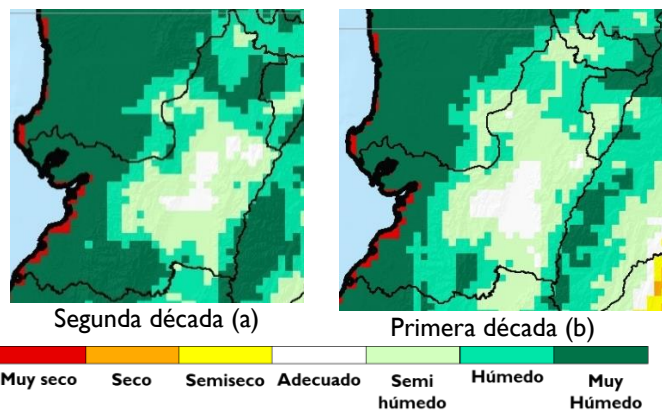 Segunda década (a)
Primera década (b)
Muy seco
Seco
Semiseco
Adecuado
Semi
húmedo
Húmedo
Muy
Húmedo